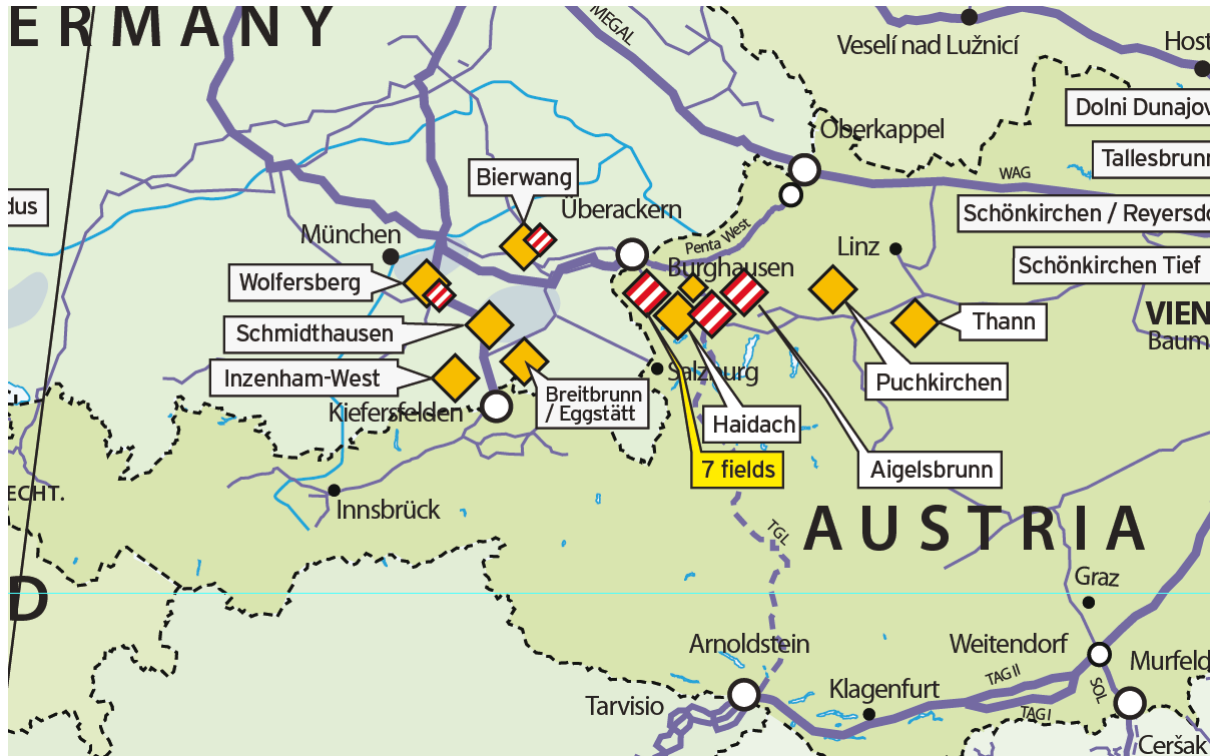 ERMANY
MEGAL
Veselí nad Lužnicí
Host
Dolni Dunajov
Oberkappel
Tallesbrunn
Bierwang
WAG
dus
Überackern
Schönkirchen / Reyersdo
München
Penta West
Linz
Schönkirchen Tief
Wolfersberg
Burghausen
VIEN
Baum
Schmidthausen
Thann
Inzenham-West
Salzburg
Puchkirchen
Breitbrunn
/ Eggstätt
Kiefersfelden
Haidach
7 fields
Aigelsbrunn
ECHT.
Innsbrück
AUSTRIA
TGL
Graz
D
Arnoldstein
Weitendorf
Murfeld
TAG II
SOL
Klagenfurt
Tarvisio
TAG I
Ceršak